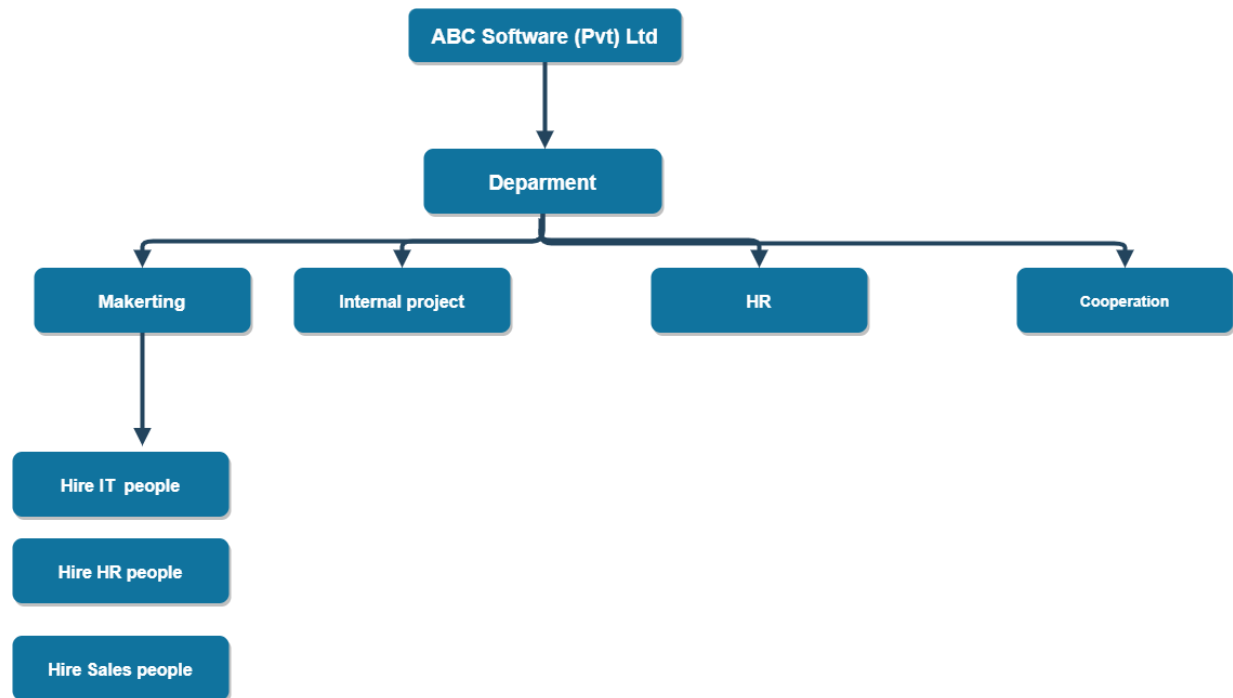 ABC Software (Pvt) Ltd
Deparment
Makerting
Internal project
HR
Cooperation
Hire IT people
Hire HR people
Hire Sales people